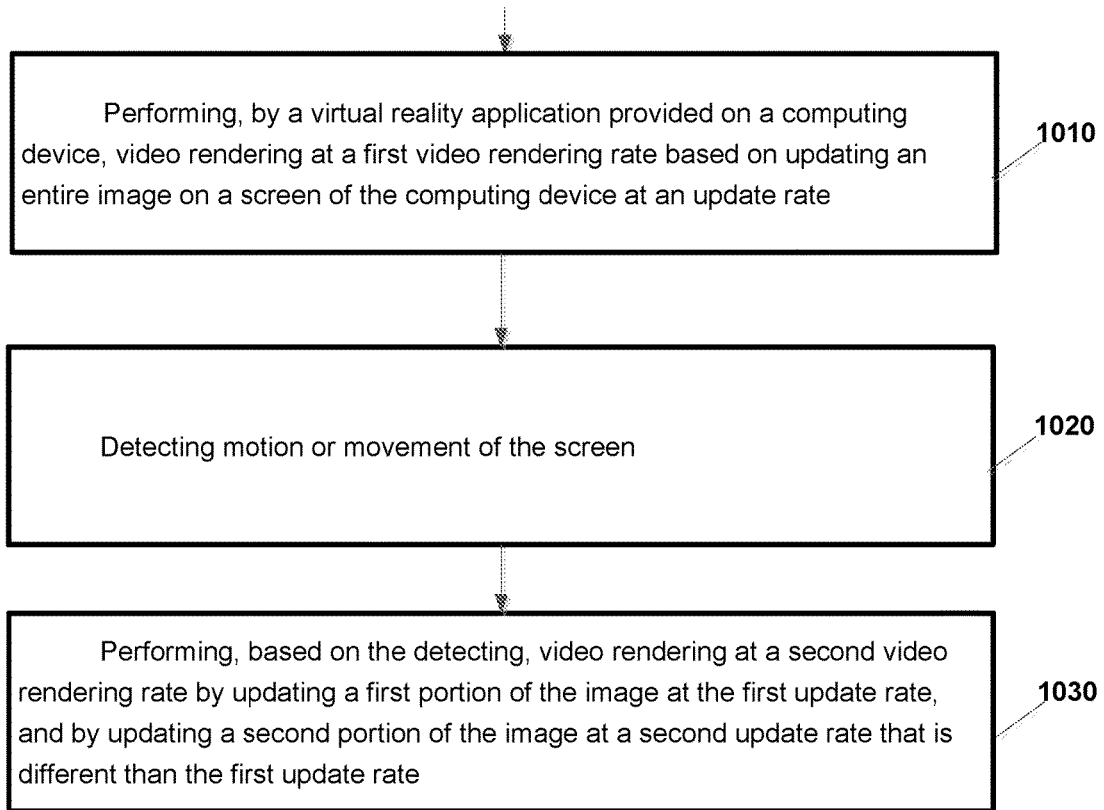 Performing, by a virtual reality application provided on a computing
device, video rendering at a first video rendering rate based on updating an
entire image on a screen of the computing device at an update rate
1010
Detecting motion or movement of the screen
1020
Performing, based on the detecting, video rendering at a second video
rendering rate by updating a first portion of the image at the first update rate,
and by updating a second portion of the image at a second update rate that is
different than the first update rate
1030